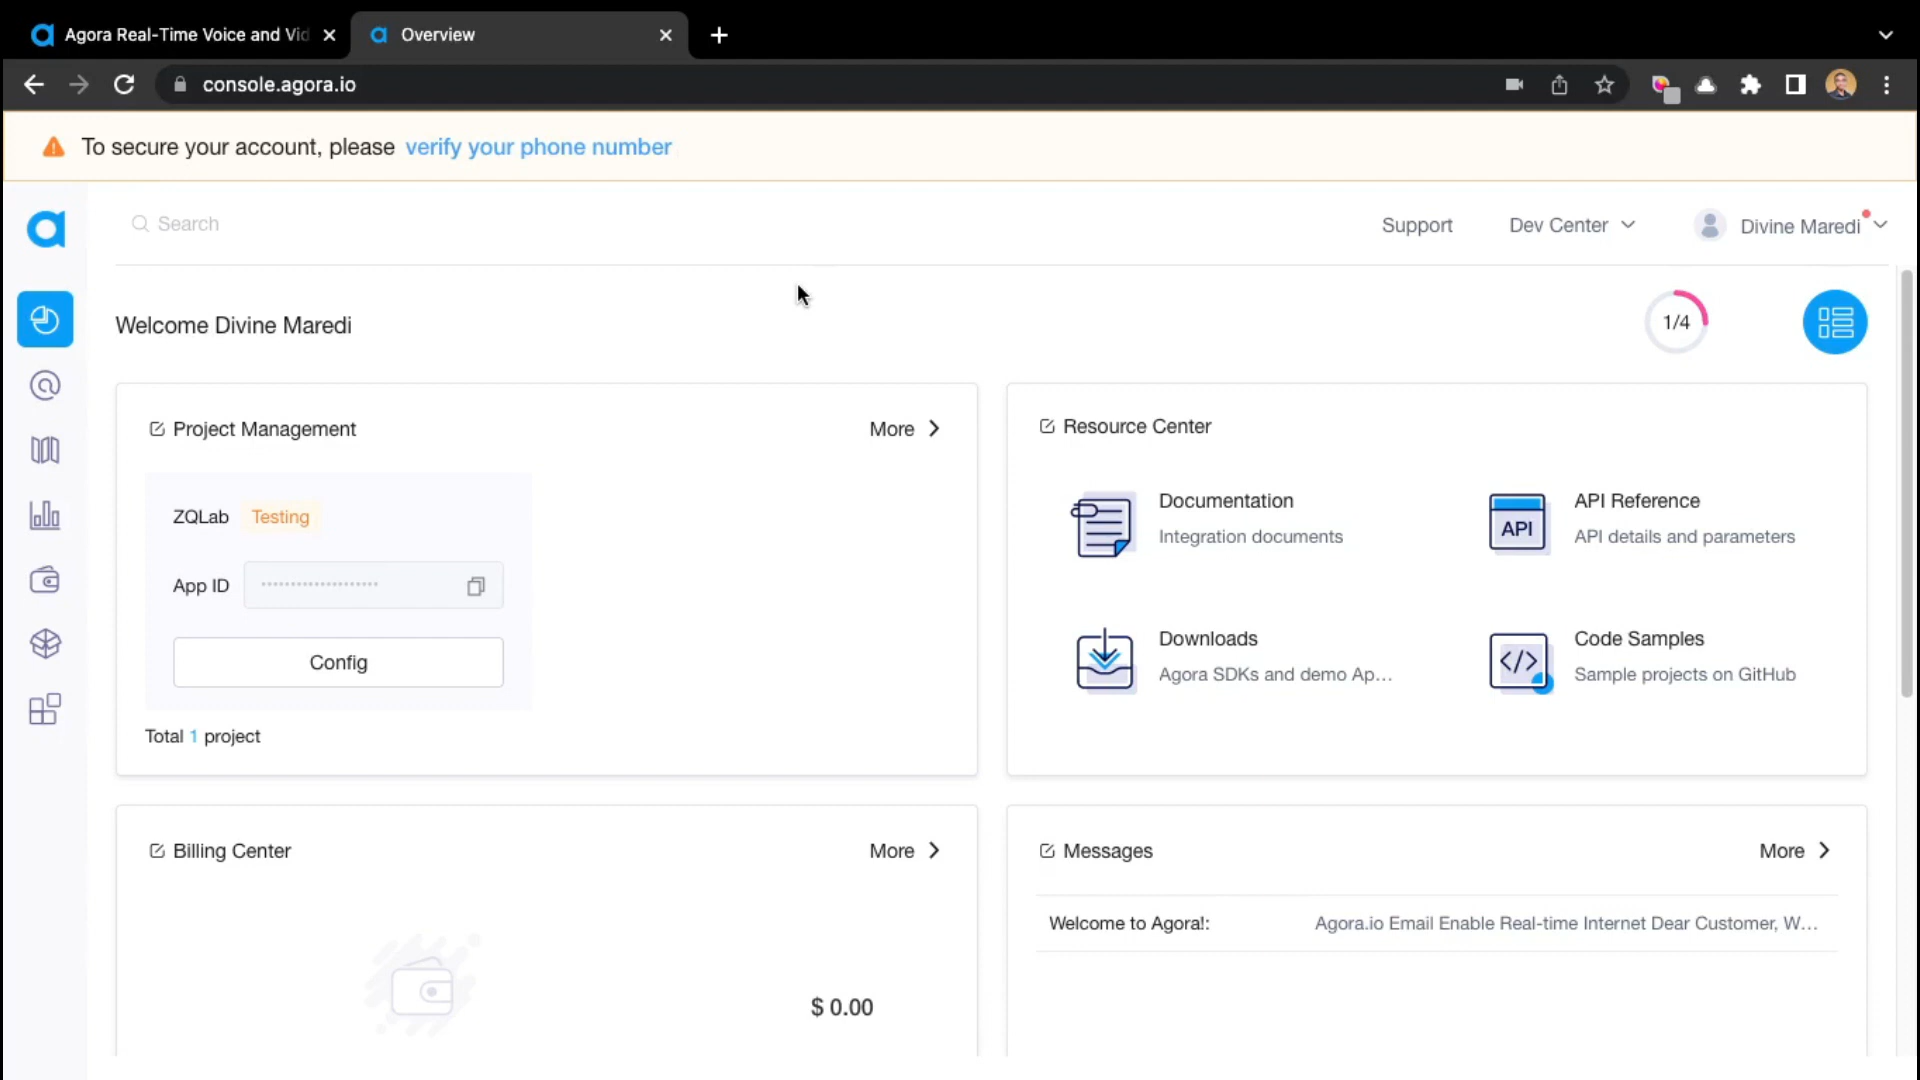 Agora Real-Time Voice and Vid
Overview
console.agora.io
To secure your account, please verify your phone number
Search
Support
Dev Center
Divine Maredi
Welcome Divine Maredi
1/4
Project Management
More
Resource Center
ZQLab
Testing
Documentation
Integration documents
API
API Reference
API details and parameters
App ID
Config
Downloads
Agora SDKs and demo Ap...
</>
Code Samples
Sample projects on GitHub
Total 1 project
Billing Center
More
Messages
More
Welcome to Agora!:
Agora.io Email Enable Real-time Internet Dear Customer, W...
$ 0.00